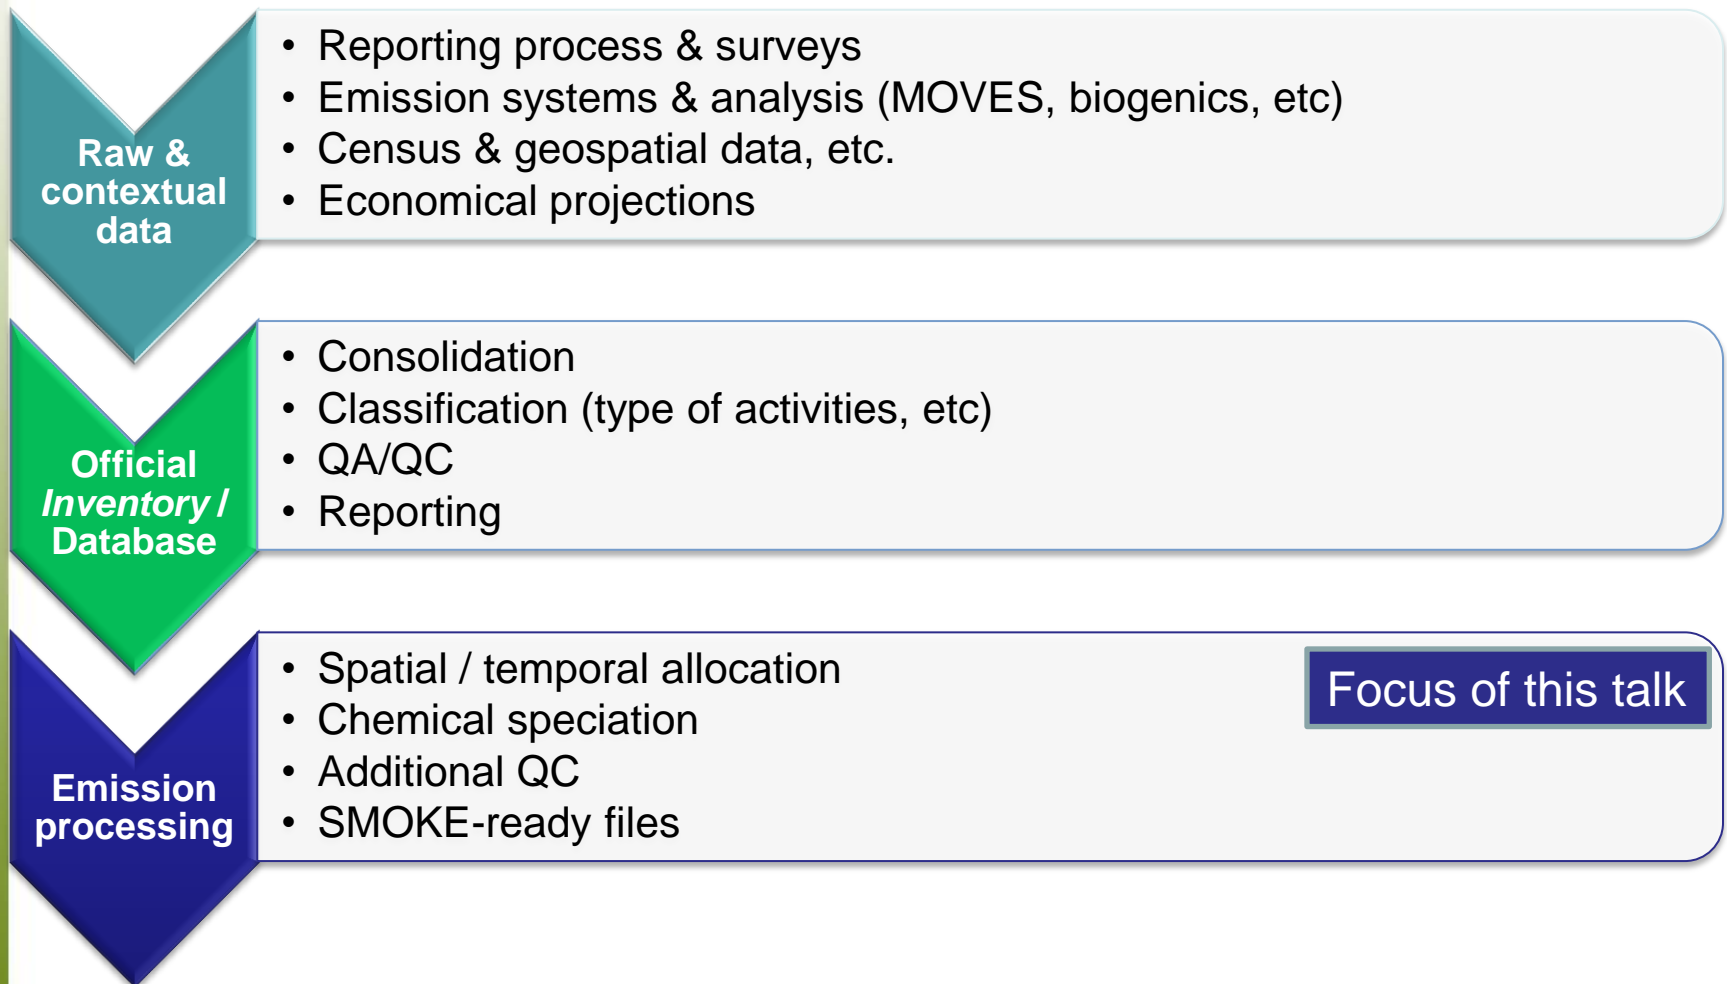 Raw &
contextual
data
• Reporting process & surveys
• Emission systems & analysis (MOVES, biogenics, etc)
• Census & geospatial data, etc.
• Economical projections
Official
Inventory /
Database
• Consolidation
• Classification (type of activities, etc)
• QA/QC
• Reporting
Emission
processing
• Spatial / temporal allocation
• Chemical speciation
• Additional QC
• SMOKE-ready files
Focus of this talk